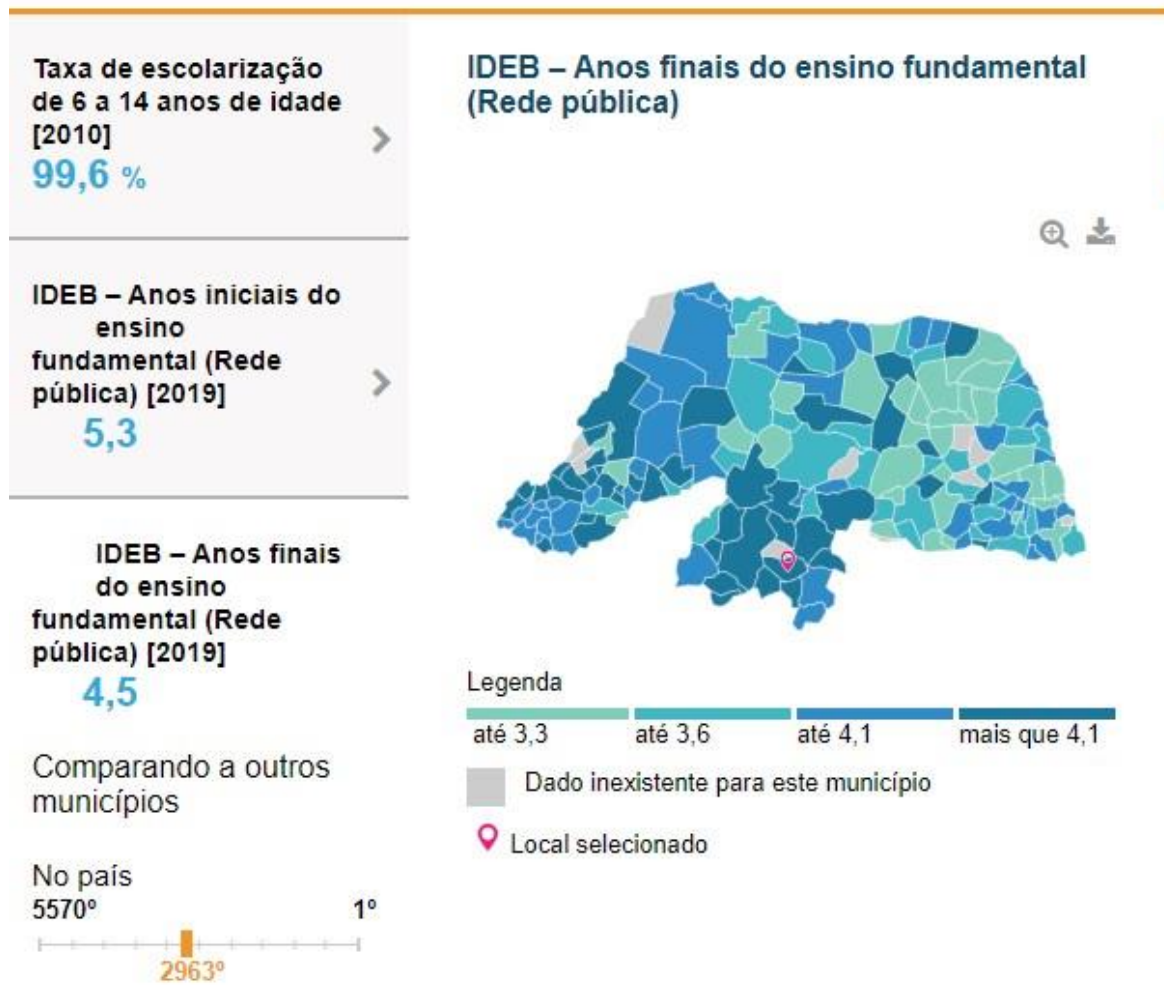 Taxa de escolarização
de 6 a 14 anos de idade
[2010]
99,6 %
IDEB – Anos iniciais do
ensino
fundamental (Rede
pública) [2019]
5,3
IDEB – Anos finais
do ensino
fundamental (Rede
pública) [2019]
4,5
Comparando a outros
municípios
No país
5570º 1º
2963º
IDEB – Anos finais do ensino fundamental
(Rede pública)
Legenda
até 3,3 até 3,6 até 4,1 mais que 4,1
Dado inexistente para este município
Local selecionado